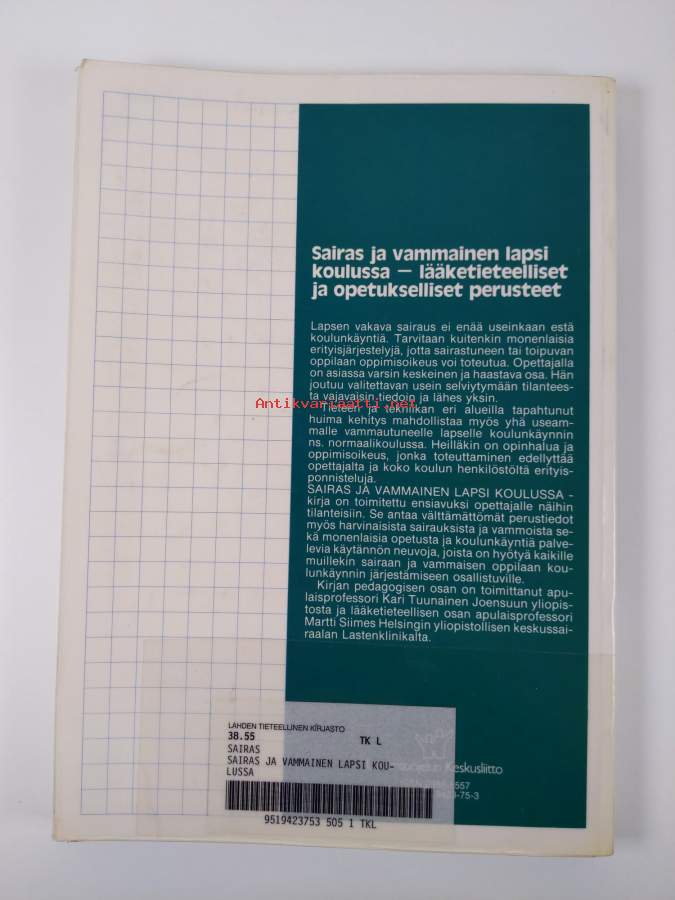 Sairas ja vammainen lapsi
koulussa – lääketieteelliset
ja opetukselliset perusteet
Lapsen vakava sairaus ei enää useinkaan estä
koulunkäyntiä. Tarvitaan kuitenkin monenlaisia
erityisjärjestelyjä, jotta sairastuneen tai toipuvan
oppilaan oppimisoikeus voi toteutua. Opettajalla
on asiassa varsin keskeinen ja haastava osa. Hän
joutuu valitettavan usein selviytymään tilantees-
ta vajavaisin tiedoin ja lähes yksin.
Antikvariaatti.net
Tieteen ja tekniikan eri alueilla tapahtunut
huima kehitys mahdollistaa myös yhä useam-
malle vammautuneelle lapselle koulunkäynnin
ns. normaalikoulussa. Heilläkin on opinhalua ja
oppimisoikeus, jonka toteuttaminen edellyttää
opettajalta ja koko koulun henkilöstöltä erityis-
ponnisteluja.
SAIRAS JA VAMMAINEN LAPSI KOULUSSA -
kirja on toimitettu ensiavuksi opettajalle näihin
tilanteisiin. Se antaa välttämättömät perustiedot
myös harvinaisista sairauksista ja vammoista se-
kä monenlaisia opetusta ja koulunkäyntiä palve-
levia käytännön neuvoja, joista on hyötyä kaikille
muillekin sairaan ja vammaisen oppilaan kou-
lunkäynnin järjestämiseen osallistuville.
Kirjan pedagogisen osan on toimittanut apu-
laisprofessori Kari Tuunainen Joensuun yliopis-
tosta ja lääketieteellisen osan apulaisprofessori
Martti Siimes Helsingin yliopistollisen keskussai-
raalan Lastenklinikalta.
LAHDEN TIETEELLINEN KIRJASTO
38.55 TK L
SAIRAS
SAIRAS JA VAMMAINEN LAPSI KOU-
LUSSA
9519423753 505 1 TKL
Keskusliitto
557
-75-3